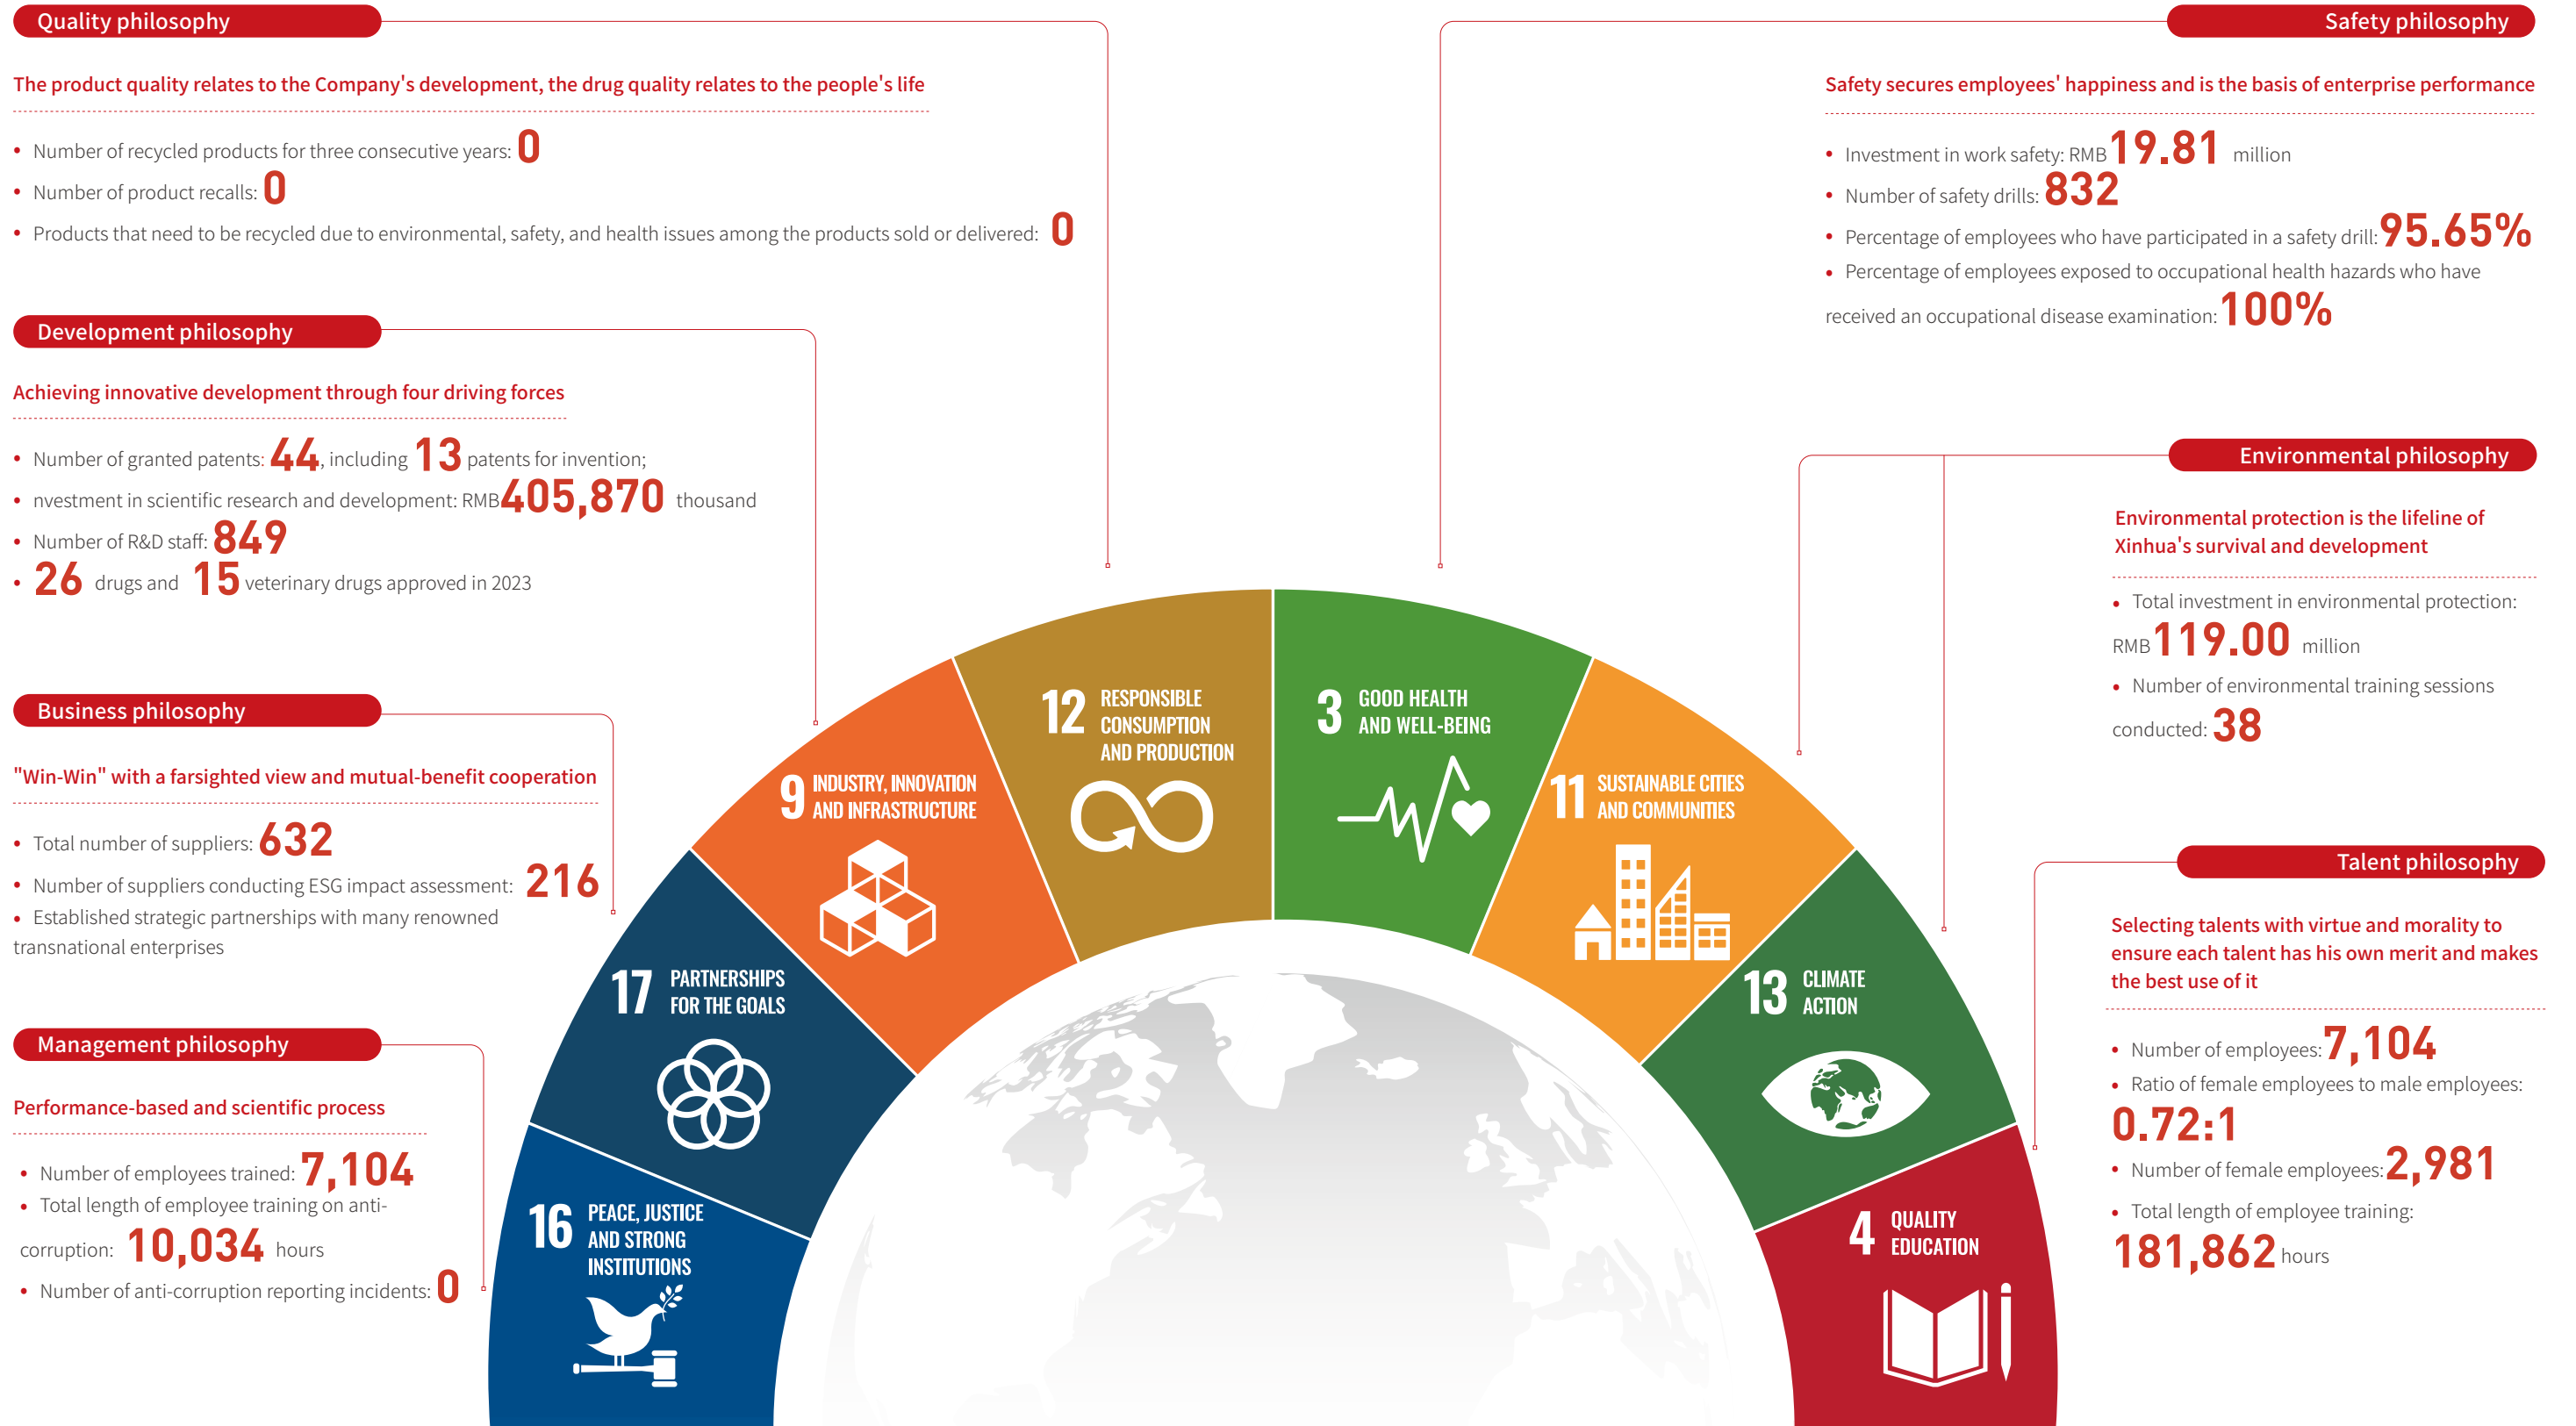 Quality philosophy
The product quality relates to the Company's development, the drug quality relates to the people's life
• Number of recycled products for three consecutive years: 0
• Number of product recalls: 0
• Products that need to be recycled due to environmental, safety, and health issues among the products sold or delivered: 0
Development philosophy
Achieving innovative development through four driving forces
• Number of granted patents: 44, including 13 patents for invention;
• nvestment in scientific research and development: RMB405,870 thousand
• Number of R&D staff: 849
• 26 drugs and 15 veterinary drugs approved in 2023
Business philosophy
"Win-Win" with a farsighted view and mutual-benefit cooperation
• Total number of suppliers: 632
• Number of suppliers conducting ESG impact assessment: 216
• Established strategic partnerships with many renowned
transnational enterprises
Management philosophy
Performance-based and scientific process
• Number of employees trained: 7,104
• Total length of employee training on anti-
corruption: 10,034 hours
• Number of anti-corruption reporting incidents: 0
Safety philosophy
Safety secures employees' happiness and is the basis of enterprise performance
• Investment in work safety: RMB 19.81 million
• Number of safety drills: 832
• Percentage of employees who have participated in a safety drill: 95.65%
• Percentage of employees exposed to occupational health hazards who have
received an occupational disease examination: 100%
Environmental philosophy
Environmental protection is the lifeline of
Xinhua's survival and development
• Total investment in environmental protection:
RMB 119.00 million
• Number of environmental training sessions
conducted: 38
Talent philosophy
Selecting talents with virtue and morality to
ensure each talent has his own merit and makes
the best use of it
• Number of employees: 7,104
• Ratio of female employees to male employees:
0.72:1
• Number of female employees: 2,981
• Total length of employee training:
181,862 hours
16 PEACE, JUSTICE
AND STRONG
INSTITUTIONS
17 PARTNERSHIPS
FOR THE GOALS
9 INDUSTRY, INNOVATION
AND INFRASTRUCTURE
12 RESPONSIBLE
CONSUMPTION
AND PRODUCTION
3 GOOD HEALTH
AND WELL-BEING
11 SUSTAINABLE CITIES
AND COMMUNITIES
13 CLIMATE
ACTION
4 QUALITY
EDUCATION